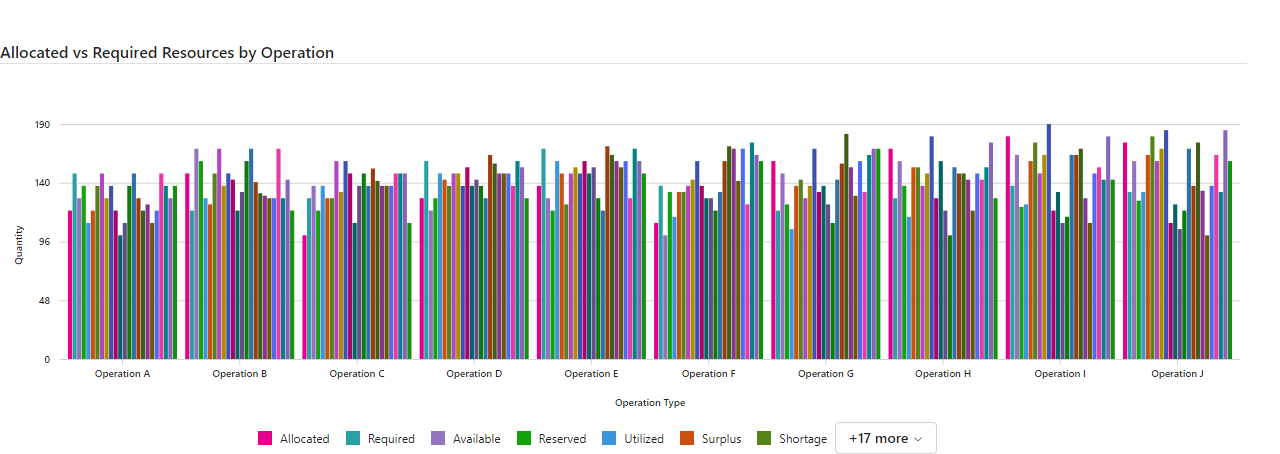 Allocated vs Required Resources by Operation
190
140
96
48
0
Quantity
Operation A Operation B Operation C Operation D Operation E Operation F Operation G Operation H Operation I Operation J
Operation Type
Allocated Required Available Reserved Utilized Surplus Shortage +17 more